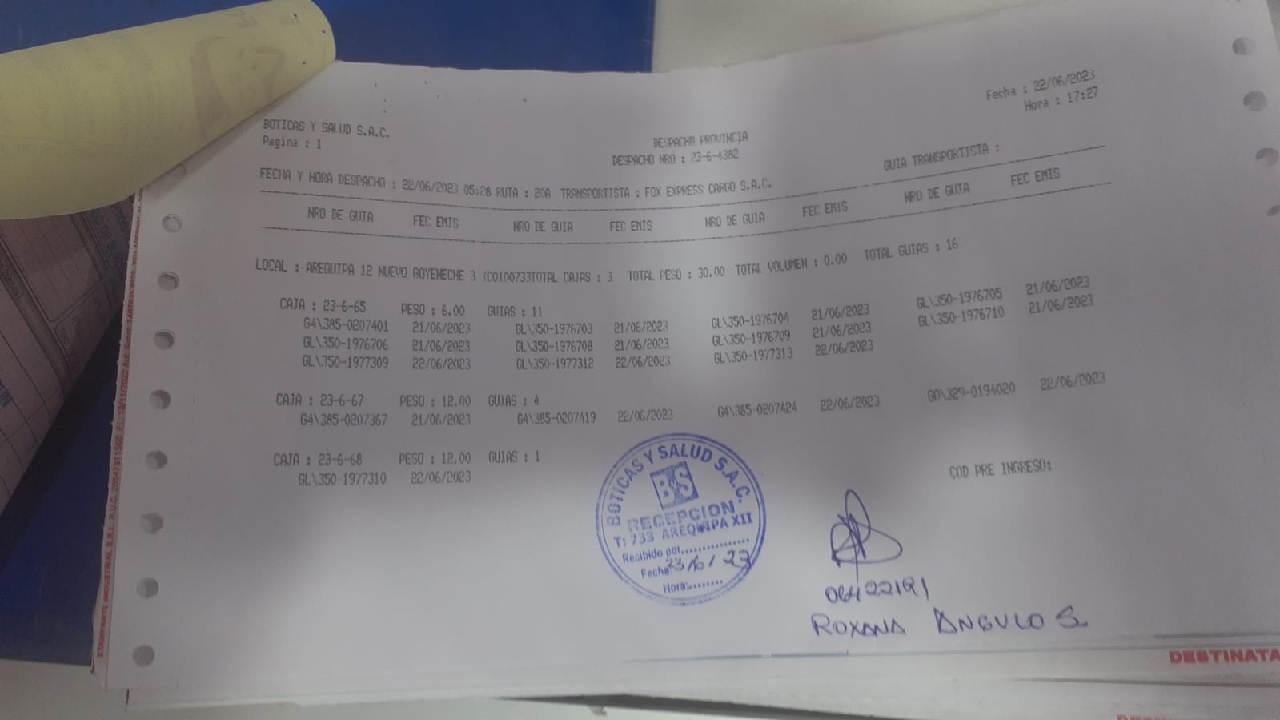 Fecha : 22/06/2023
Hora : 17:27
BOTICAS Y SALUD S.A.C.
Pagina : 1
DESPACHO PROVINCIA
DESPACHO NRO : 23-6-4382
GUIA TRANSPORTISTA :
FECHA Y HORA DESPACHO : 22/06/2023 05:28 RUTA : 20A TRANSPORTISTA : FOX EXPRESS CARGO S.A.C.
NRO DE GUIA FEC EMIS NRO DE GUIA FEC EMIS NRO DE GUIA FEC EMIS NRO DE GUIA FEC EMIS
LOCAL : AREQUIPA 12 NUEVO GOYENECHE 3 (CO100733TOTAL CAJAS : 3 TOTAL PESO : 30.00 TOTAL VOLUMEN : 0.00 TOTAL GUIAS : 16
CAJA : 23-6-65 PESO : 6.00 GUIAS : 11
G4\385-0207401 21/06/2023 GL\350-1976703 21/06/2023 GL\350-1976704 21/06/2023 GL\350-1976705 21/06/2023
GL\350-1976706 21/06/2023 GL\350-1976708 21/06/2023 GL\350-1976709 21/06/2023 GL\350-1976710 21/06/2023
GL\350-1977309 22/06/2023 GL\350-1977312 22/06/2023 GL\350-1977313 22/06/2023
CAJA : 23-6-67 PESO : 12.00 GUIAS : 4
G4\385-0207367 21/06/2023 G4\385-0207419 22/06/2023 G4\385-0207424 22/06/2023 GO\329-0194020 22/06/2023
CAJA : 23-6-68 PESO : 12.00 GUIAS : 1
GL\350-1977310 22/06/2023
COD PRE INGRESO:
BOTICAS Y SALUD S.A.C.
BS
RECEPCION
T: 733 AREQUIPA XII
Recibido por
Fecha 23/6/23
Hora:
06422191
ROXANA ANGULO S.
DESTINATA